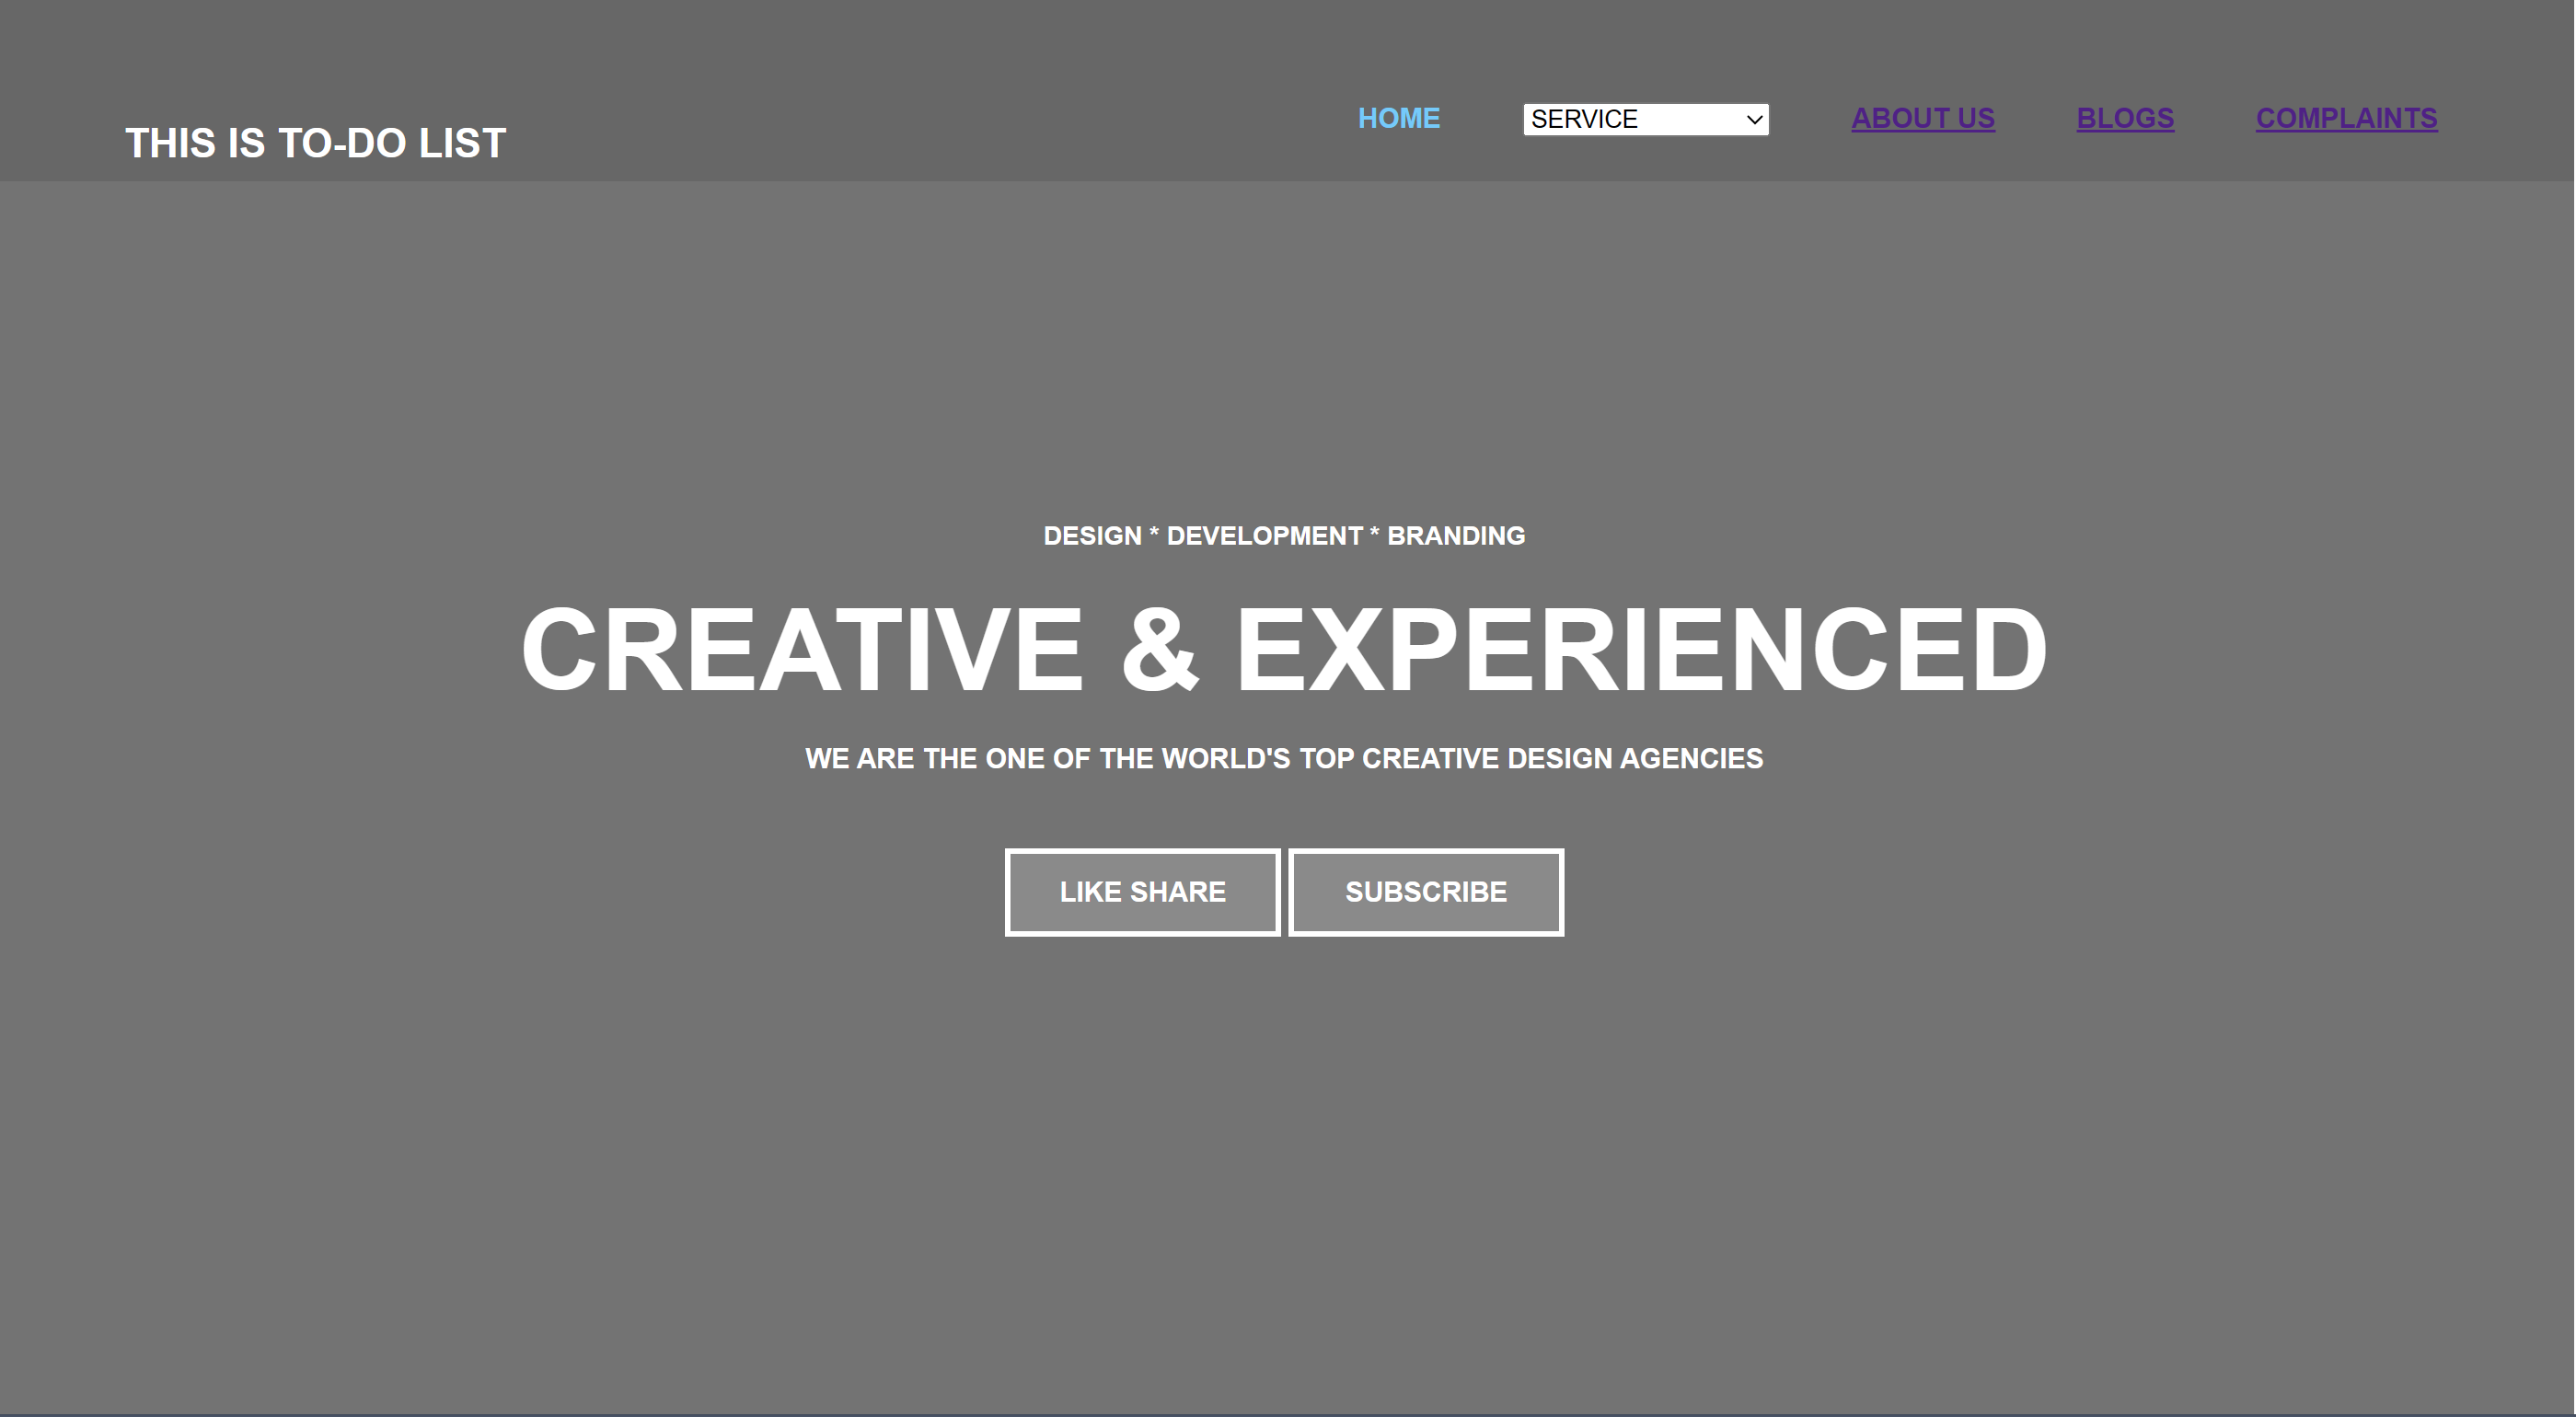 THIS IS TO-DO LIST
HOME
SERVICE
ABOUT US
BLOGS
COMPLAINTS
DESIGN * DEVELOPMENT * BRANDING
CREATIVE & EXPERIENCED
WE ARE THE ONE OF THE WORLD'S TOP CREATIVE DESIGN AGENCIES
LIKE SHARE
SUBSCRIBE